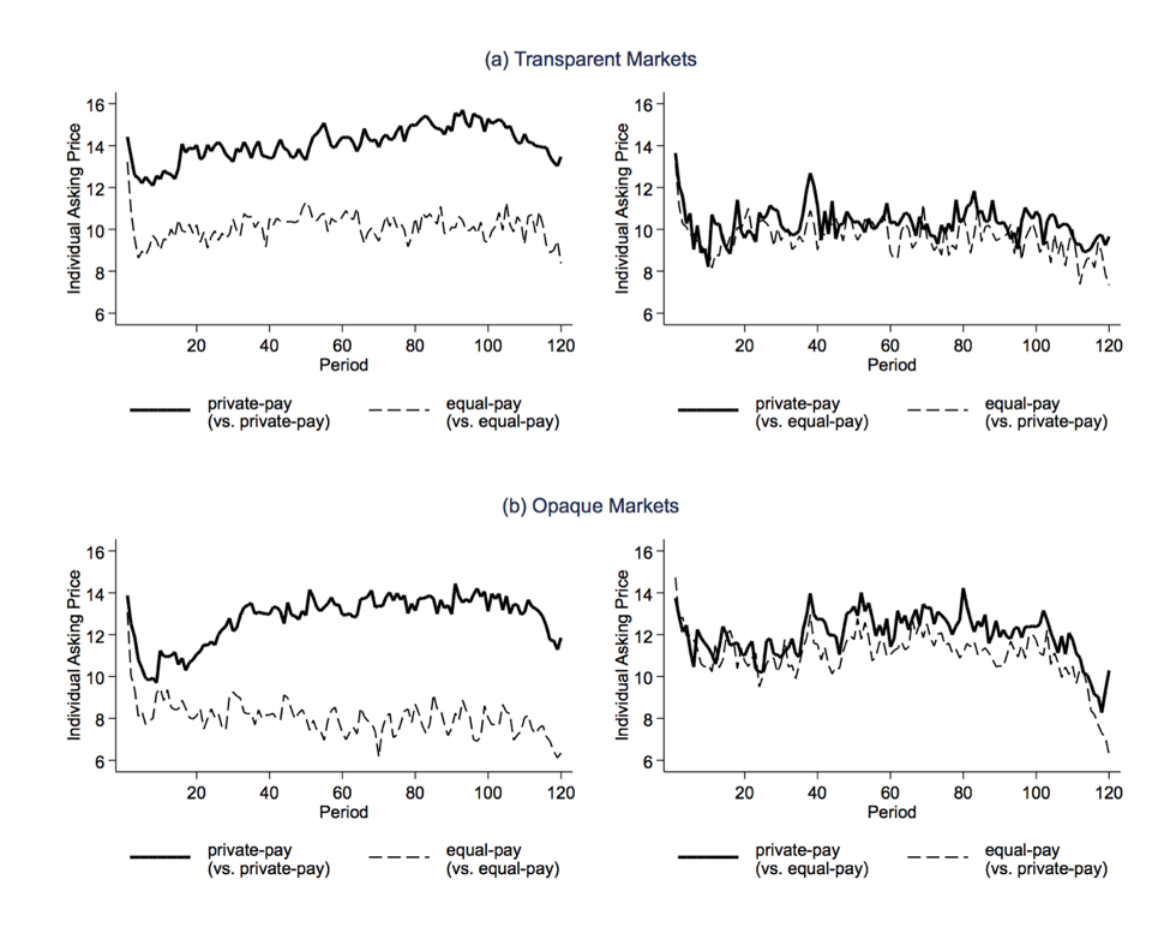 (a) Transparent Markets
Individual Asking Price
16
14
12
10
8
6
20 40 60 80 100 120
Period
private-pay
(vs. private-pay)
equal-pay
(vs. equal-pay)
Individual Asking Price
16
14
12
10
8
6
20 40 60 80 100 120
Period
private-pay
(vs. equal-pay)
equal-pay
(vs. private-pay)
(b) Opaque Markets
Individual Asking Price
16
14
12
10
8
6
20 40 60 80 100 120
Period
private-pay
(vs. private-pay)
equal-pay
(vs. equal-pay)
Individual Asking Price
16
14
12
10
8
6
20 40 60 80 100 120
Period
private-pay
(vs. equal-pay)
equal-pay
(vs. private-pay)